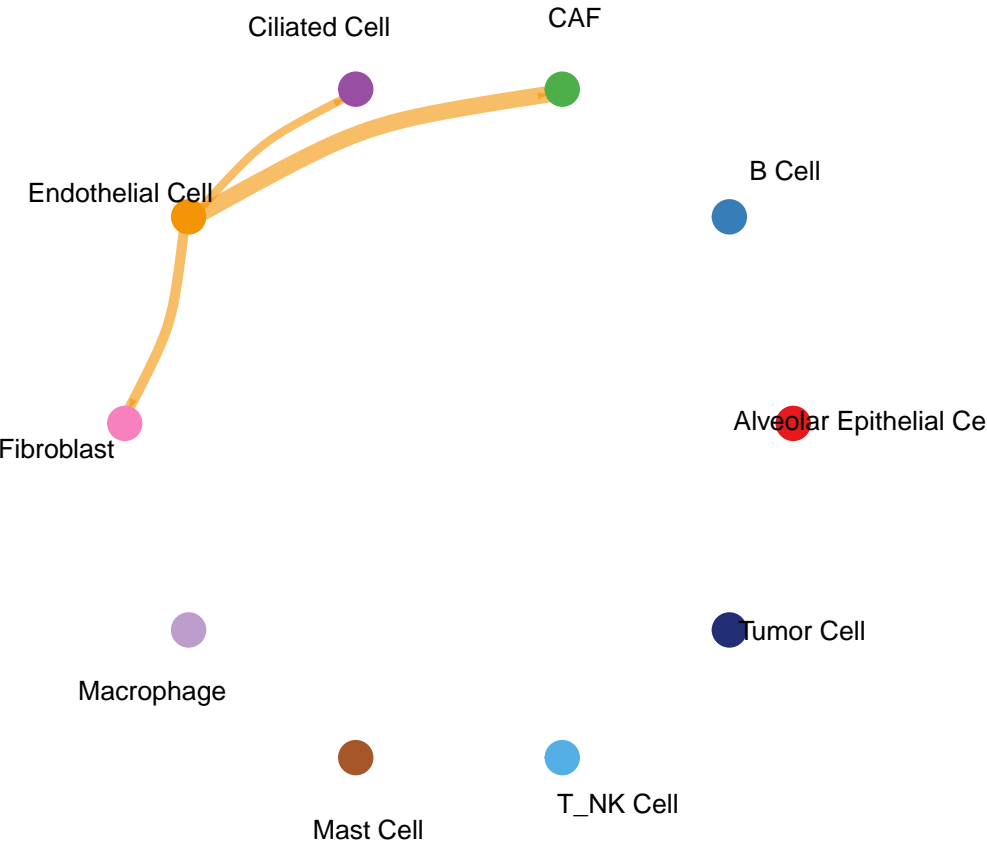 CAF
Ciliated Cell
B Cell
Endothelial Cell
Alveolar Epithelial Ce
Fibroblast
Tumor Cell
Macrophage
T_NK Cell
Mast Cell